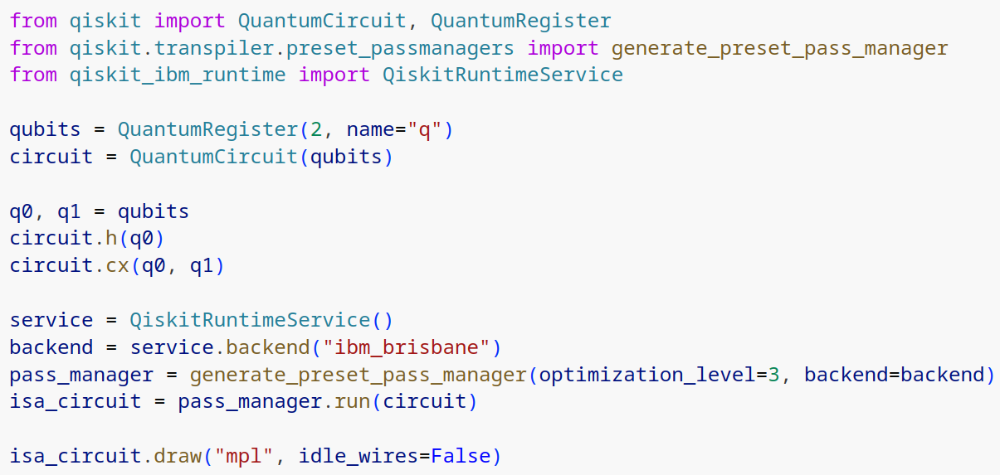 from qiskit import QuantumCircuit, QuantumRegister
from qiskit.transpiler.preset_passmanagers import generate_preset_pass_manager
from qiskit_ibm_runtime import QiskitRuntimeService
qubits = QuantumRegister(2, name="q")
circuit = QuantumCircuit(qubits)
q0, q1 = qubits
circuit.h(q0)
circuit.cx(q0, q1)
service = QiskitRuntimeService()
backend = service.backend("ibm_brisbane")
pass_manager = generate_preset_pass_manager(optimization_level=3, backend=backend)
isa_circuit = pass_manager.run(circuit)
isa_circuit.draw("mpl", idle_wires=False)